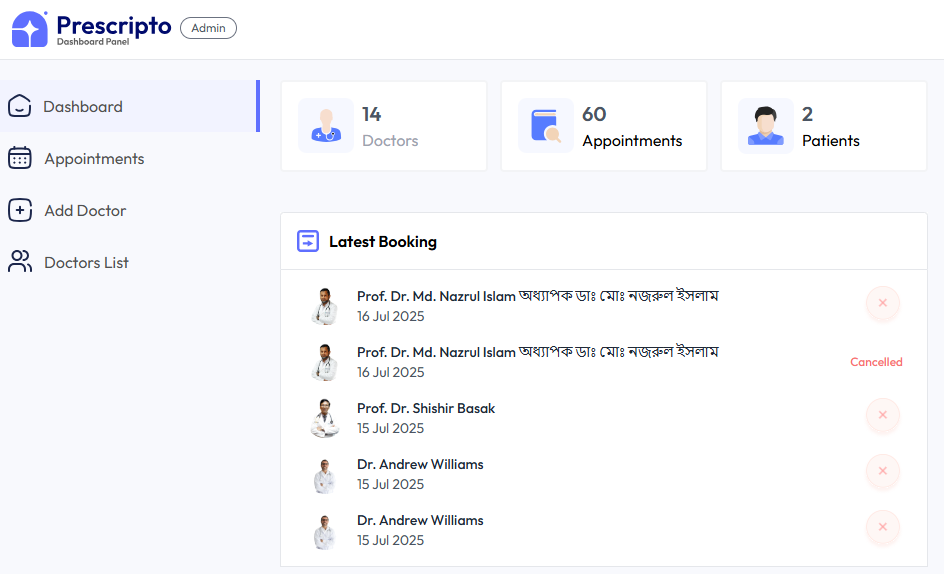 Prescripto
Dashboard Panel
Admin
Dashboard
Appointments
Add Doctor
Doctors List
14
Doctors
60
Appointments
2
Patients
Latest Booking
Prof. Dr. Md. Nazrul Islam অধ্যাপক ডাঃ মোঃ নজরুল ইসলাম
16 Jul 2025
Prof. Dr. Md. Nazrul Islam অধ্যাপক ডাঃ মোঃ নজরুল ইসলাম
16 Jul 2025
Cancelled
Prof. Dr. Shishir Basak
15 Jul 2025
Dr. Andrew Williams
15 Jul 2025
Dr. Andrew Williams
15 Jul 2025